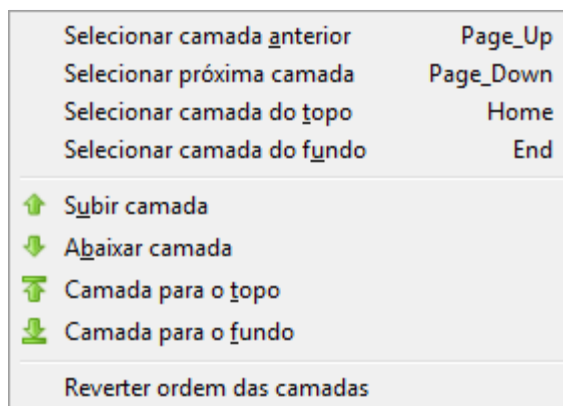 Selecionar camada anterior Page_Up
Selecionar próxima camada Page_Down
Selecionar camada do topo Home
Selecionar camada do fundo End
Subir camada
Abaixar camada
Camada para o topo
Camada para o fundo
Reverter ordem das camadas